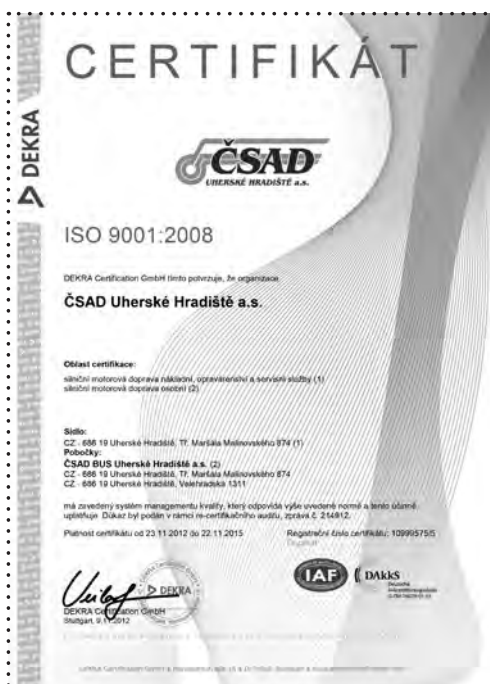 CERTIFIKÁT
DEKRA
ČSAD
UHERSKÉ HRADIŠTĚ a.s.
ISO 9001:2008
DEKRA Certification GmbH tímto potvrzuje, že organizace
ČSAD Uherské Hradiště a.s.
Oblast certifikace:
silniční motorová doprava nákladní, opravárenství a servisní služby (1)
silniční motorová doprava osobní (2)
Sídlo:
CZ - 686 19 Uherské Hradiště, Tř. Maršála Malinovského 874 (1)
Pobočky:
ČSAD BUS Uherské Hradiště a.s. (2)
CZ - 686 19 Uherské Hradiště, Tř. Maršála Malinovského 874
CZ - 686 19 Uherské Hradiště, Velehradská 1311
má zavedený systém managementu kvality, který odpovídá výše uvedené normě a tento účinně
uplatňuje. Důkaz byl podán v rámci re-certifikačního auditu, zpráva č. 214912.
Platnost certifikátu od 23.11.2012 do 22.11.2015
Registrační číslo certifikátu: 10999575/5
DEKRA
IAF
DAkkS
DEKRA Certification GmbH
Stuttgart, 9.11.2012